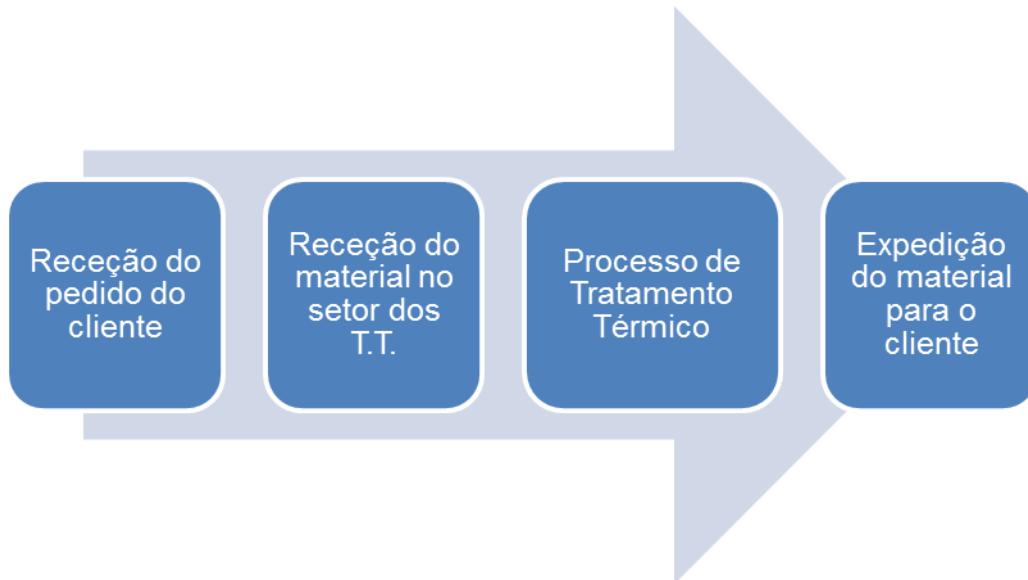 Receção do
pedido do
cliente
Receção do
material no
setor dos
T.T.
Processo de
Tratamento
Térmico
Expedição
do material
para o
cliente